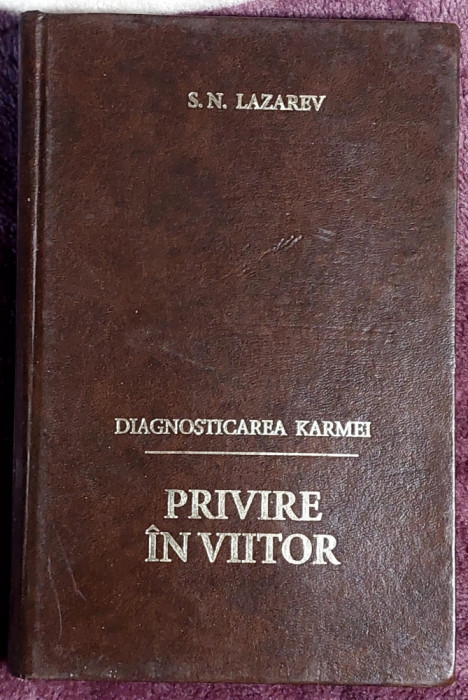 S. N. LAZAREV
DIAGNOSTICAREA KARMEI
PRIVIRE
ÎN VIITOR